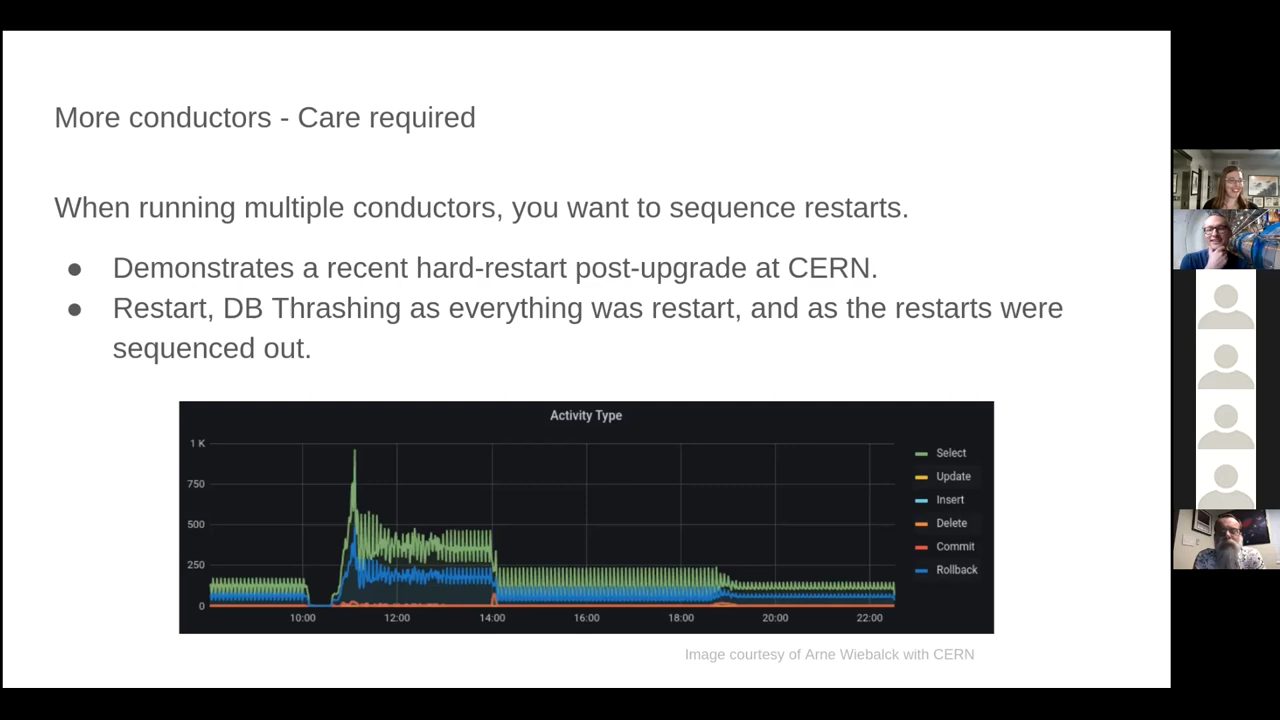 More conductors - Care required
When running multiple conductors, you want to sequence restarts.
● Demonstrates a recent hard-restart post-upgrade at CERN.
● Restart, DB Thrashing as everything was restart, and as the restarts were
sequenced out.
Activity Type
1 K
750
500
250
0
10:00 12:00 14:00 16:00 18:00 20:00 22:00
Select
Update
Insert
Delete
Commit
Rollback
Image courtesy of Arne Wiebalck with CERN